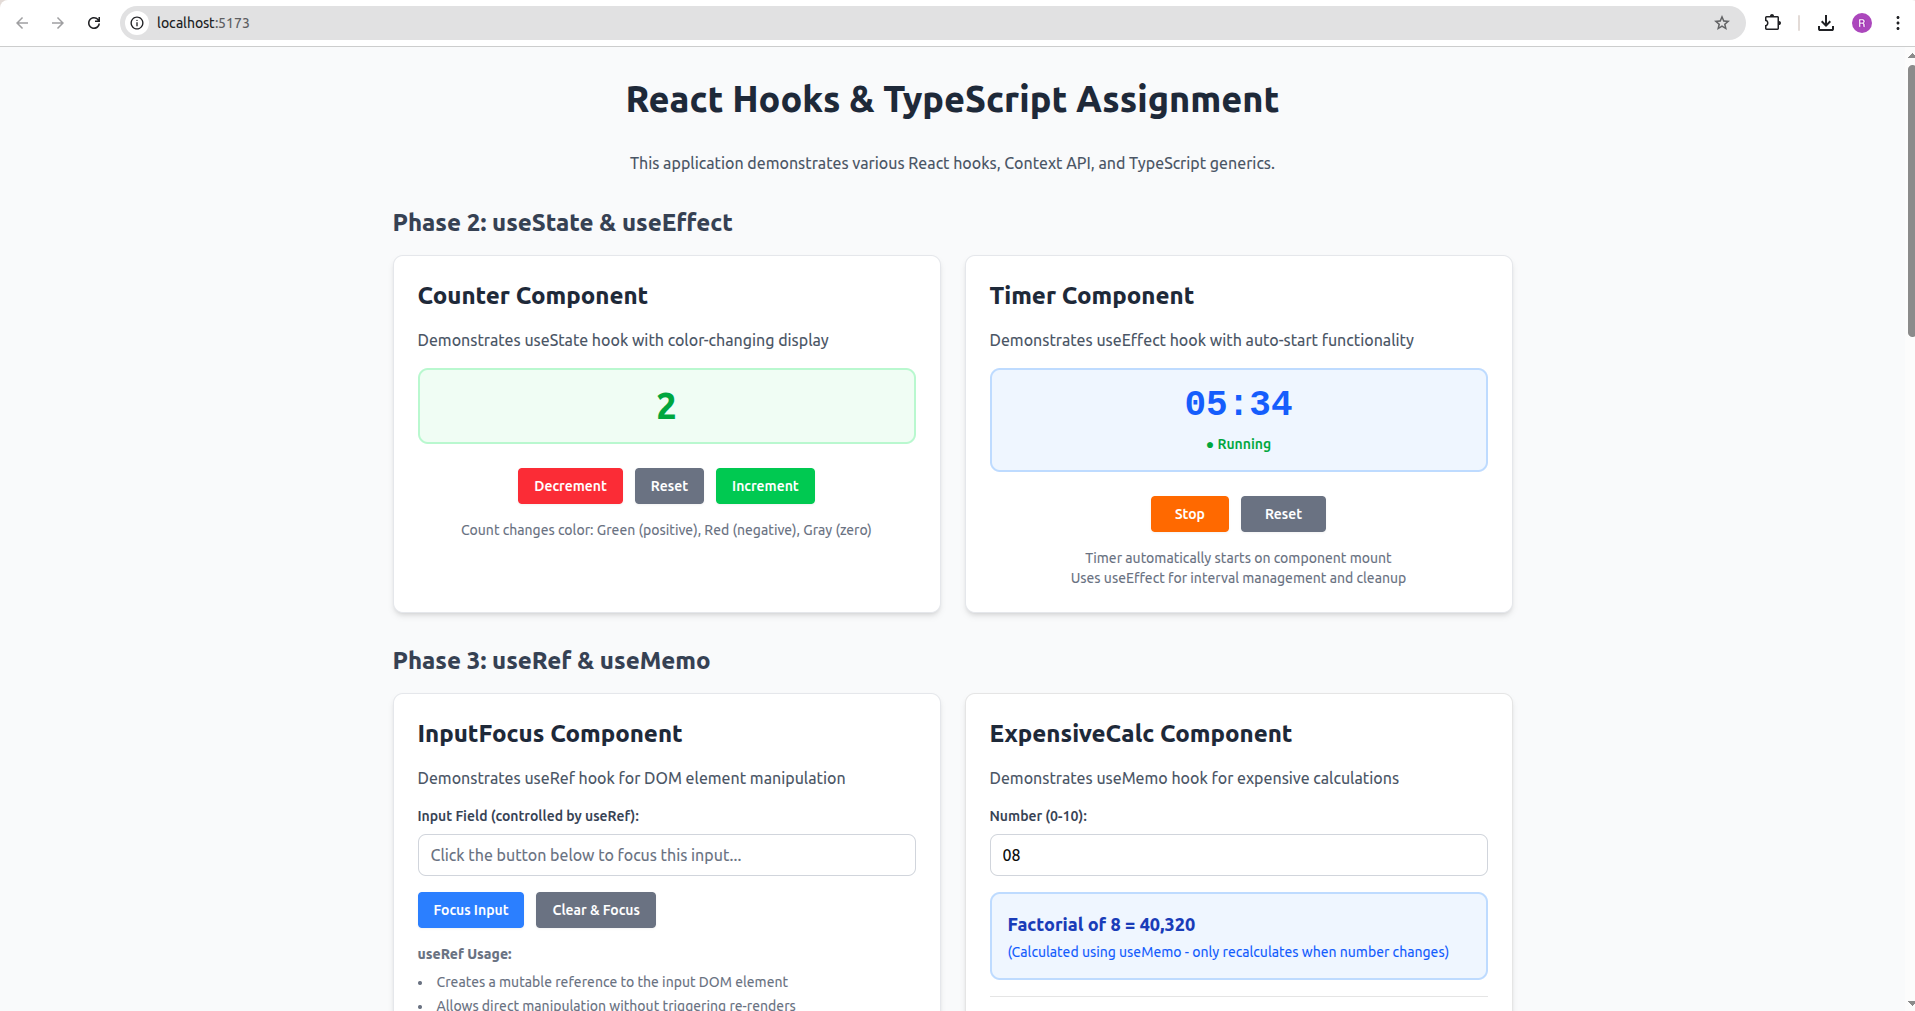 localhost:5173
R
React Hooks & TypeScript Assignment
This application demonstrates various React hooks, Context API, and TypeScript generics.
Phase 2: useState & useEffect
Counter Component
Demonstrates useState hook with color-changing display
2
Decrement
Reset
Increment
Count changes color: Green (positive), Red (negative), Gray (zero)
Timer Component
Demonstrates useEffect hook with auto-start functionality
05:34
● Running
Stop
Reset
Timer automatically starts on component mount
Uses useEffect for interval management and cleanup
Phase 3: useRef & useMemo
InputFocus Component
Demonstrates useRef hook for DOM element manipulation
Input Field (controlled by useRef):
Click the button below to focus this input...
Focus Input
Clear & Focus
useRef Usage:
• Creates a mutable reference to the input DOM element
• Allows direct manipulation without triggering re-renders
ExpensiveCalc Component
Demonstrates useMemo hook for expensive calculations
Number (0-10):
08
Factorial of 8 = 40,320
(Calculated using useMemo - only recalculates when number changes)